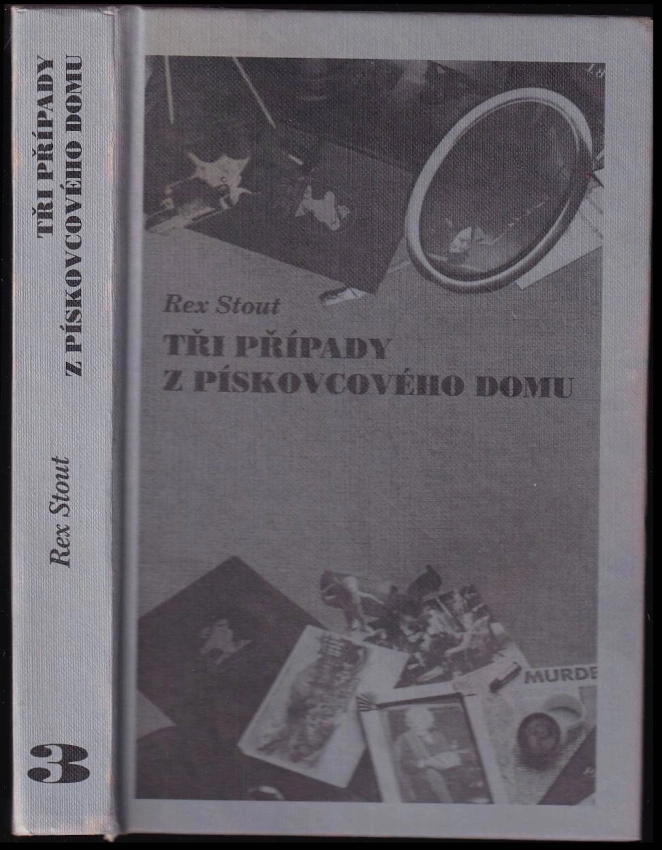 TŘI PŘÍPADY
Z PÍSKOVCOVÉHO DOMU
Rex Stout
3
Rex Stout
TŘI PŘÍPADY
Z PÍSKOVCOVÉHO DOMU
MURDE